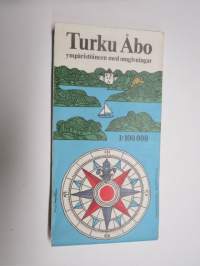 Turku Åbo
ympäristöineen med omgivningar
1:100 000